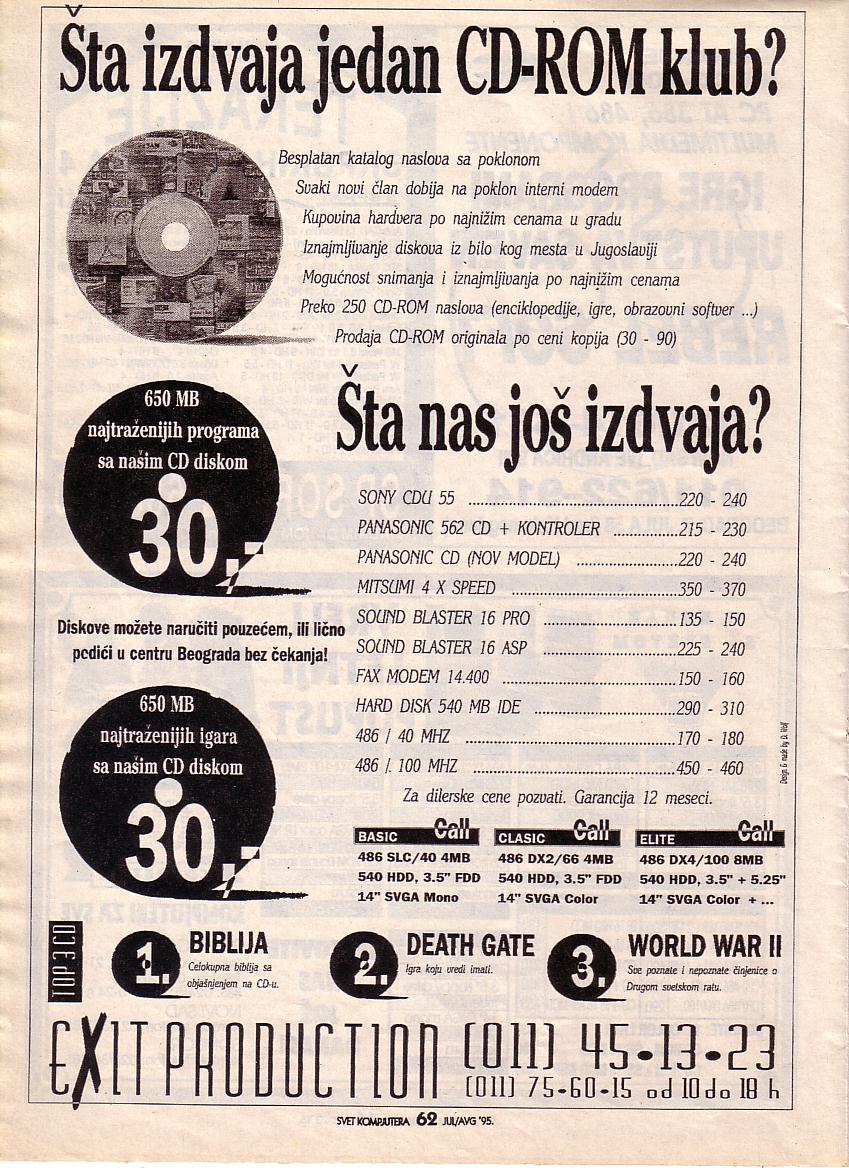 Šta izdvaja jedan CD-ROM klub?
Besplatan katalog naslova sa poklonom
Svaki novi član dobija na poklon interni modem
Kupovina hardvera po najnižim cenama u gradu
Iznajmljivanje diskova iz bilo kog mesta u Jugoslaviji
Mogućnost snimanja i iznajmljivanja po najnižim cenama
Preko 250 CD-ROM naslova (enciklopedije, igre, obrazovni softver ...)
Prodaja CD-ROM originala po ceni kopija (30 - 90)
650 MB
najtraženijih programa
sa našim CD diskom
30.-
Diskove možete naručiti pouzećem, ili lično
pcdići u centru Beograda bez čekanja!
650 MB
najtraženijih igara
sa našim CD diskom
30.-
Šta nas još izdvaja?
SONY CDU 55 ..........220 - 240
PANASONIC 562 CD + KONTROLER ..........215 - 230
PANASONIC CD (NOV MODEL) ..........220 - 240
MITSUMI 4 X SPEED ..........350 - 370
SOUND BLASTER 16 PRO ..........135 - 150
SOUND BLASTER 16 ASP ..........225 - 240
FAX MODEM 14.400 ..........150 - 160
HARD DISK 540 MB IDE ..........290 - 310
486 / 40 MHZ ..........170 - 180
486 / 100 MHZ ..........450 - 460
Za dilerske cene pozvati. Garancija 12 meseci.
Design & made by D. Wolf
BASIC Call
486 SLC/40 4MB
540 HDD, 3.5" FDD
14" SVGA Mono
CLASIC Call
486 DX2/66 4MB
540 HDD, 3.5" FDD
14" SVGA Color
ELITE Call
486 DX4/100 8MB
540 HDD, 3.5" + 5.25"
14" SVGA Color + ...
TOP 3 CD
1. BIBLIJA
Celokupna biblija sa
objašnjenjem na CD-u.
2. DEATH GATE
Igra koju vredi imati.
3. WORLD WAR II
Sve poznate i nepoznate činjenice o
Drugom svetskom ratu.
EXIT PRODUCTION (011) 45•13•23
(011) 75-60-15 od 10 do 18 h
SVET KOMPJUTERA 62 JUL/AVG '95.